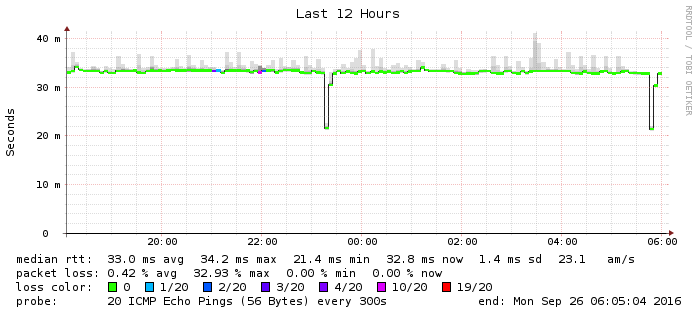 Last 12 Hours
RRDTOOL / TOBI OETIKER
Seconds
40 m
30 m
20 m
10 m
0
20:00 22:00 00:00 02:00 04:00 06:00
median rtt: 33.0 ms avg 34.2 ms max 21.4 ms min 32.8 ms now 1.4 ms sd 23.1 am/s
packet loss: 0.42 % avg 32.93 % max 0.00 % min 0.00 % now
loss color: 0 1/20 2/20 3/20 4/20 10/20 19/20
probe: 20 ICMP Echo Pings (56 Bytes) every 300s end: Mon Sep 26 06:05:04 2016